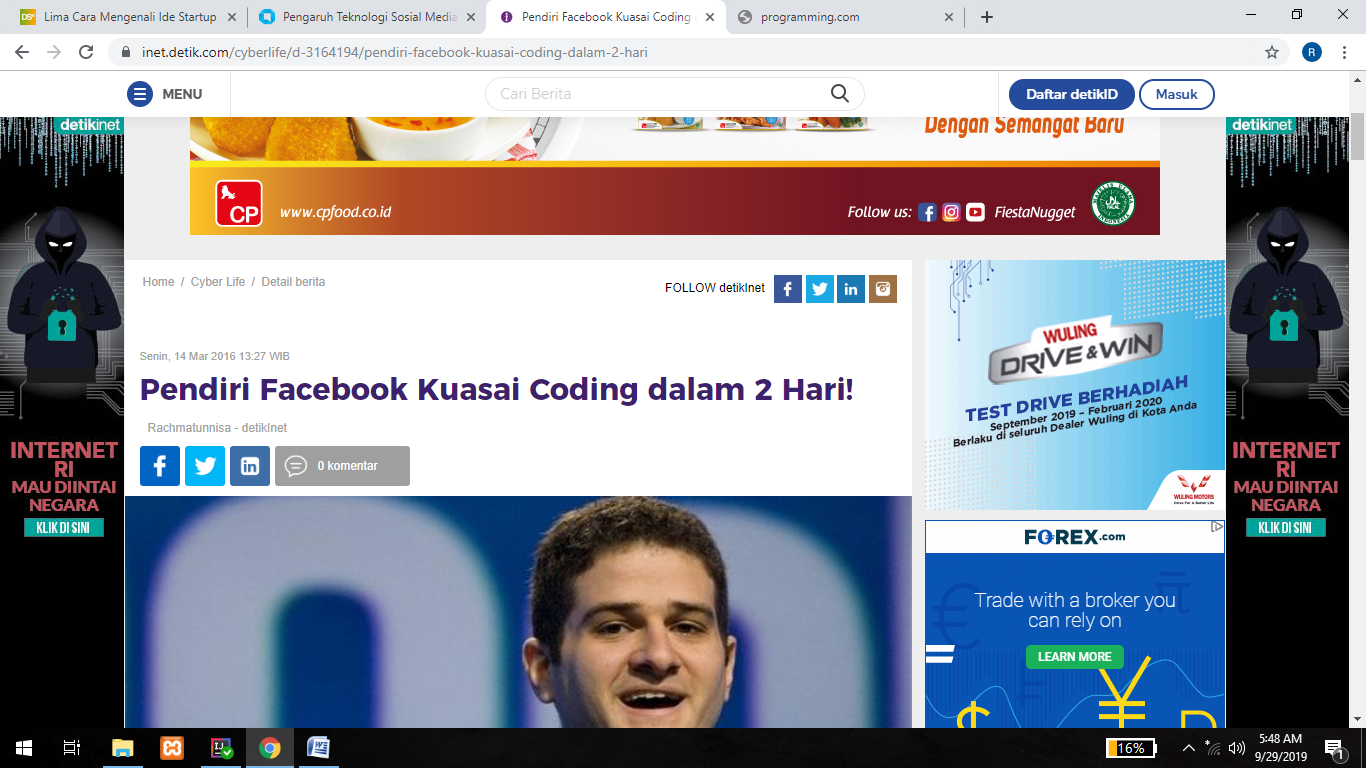 Lima Cara Mengenali Ide Startup
Pengaruh Teknologi Sosial Media
Pendiri Facebook Kuasai Coding
programming.com
inet.detik.com/cyberlife/d-3164194/pendiri-facebook-kuasai-coding-dalam-2-hari
R
MENU
Cari Berita
Daftar detikID
Masuk
detikinet
detikinet
Dengan Semangat Baru
CP
www.cpfood.co.id
Follow us:
FiestaNugget
Home / Cyber Life / Detail berita
FOLLOW detikInet
Senin, 14 Mar 2016 13:27 WIB
Pendiri Facebook Kuasai Coding dalam 2 Hari!
Rachmatunnisa - detikInet
0 komentar
INTERNET
RI
MAU DIINTAI
NEGARA
KLIK DI SINI
WULING
DRIVE & WIN
TEST DRIVE BERHADIAH
September 2019 – Februari 2020
Berlaku di seluruh Dealer Wuling di Kota Anda
WULING MOTORS
Drive For A Better Life
FOREX.com
Trade with a broker you
can rely on
LEARN MORE
INTERNET
RI
MAU DIINTAI
NEGARA
KLIK DI SINI
16%
5:48 AM
9/29/2019
1